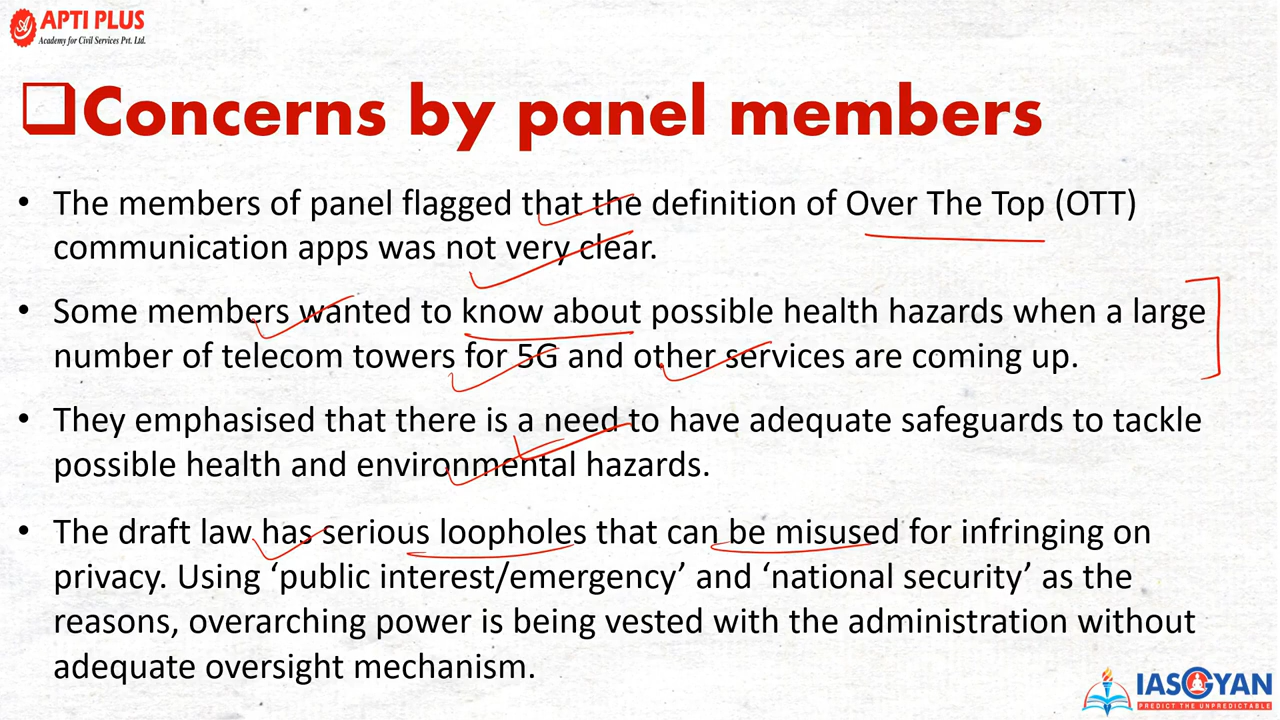 APTI PLUS
Academy for Civil Services Pvt. Ltd.
Concerns by panel members
• The members of panel flagged that the definition of Over The Top (OTT)
communication apps was not very clear.
• Some members wanted to know about possible health hazards when a large
number of telecom towers for 5G and other services are coming up.
• They emphasised that there is a need to have adequate safeguards to tackle
possible health and environmental hazards.
• The draft law has serious loopholes that can be misused for infringing on
privacy. Using ‘public interest/emergency’ and ‘national security’ as the
reasons, overarching power is being vested with the administration without
adequate oversight mechanism.
IASGYAN
PREDICT THE UNPREDICTABLE